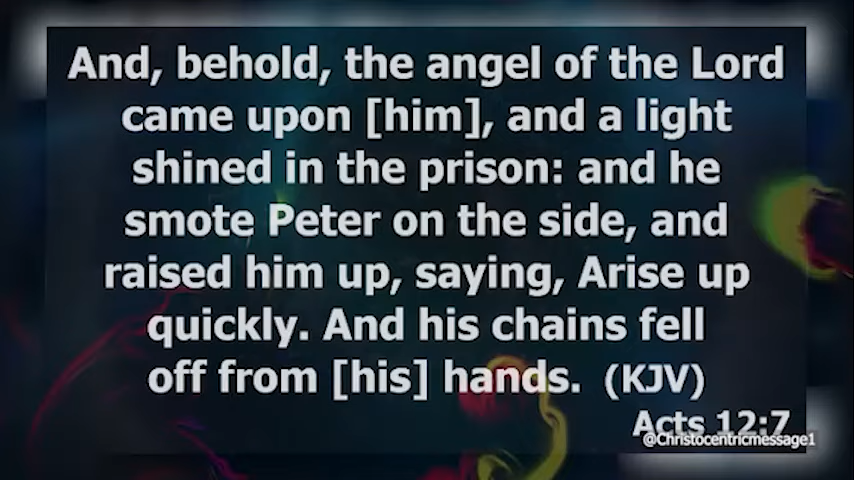 And, behold, the angel of the Lord
came upon [him], and a light
shined in the prison: and he
smote Peter on the side, and
raised him up, saying, Arise up
quickly. And his chains fell
off from [his] hands. (KJV)
Acts 12:7
@Christocentricmessage1